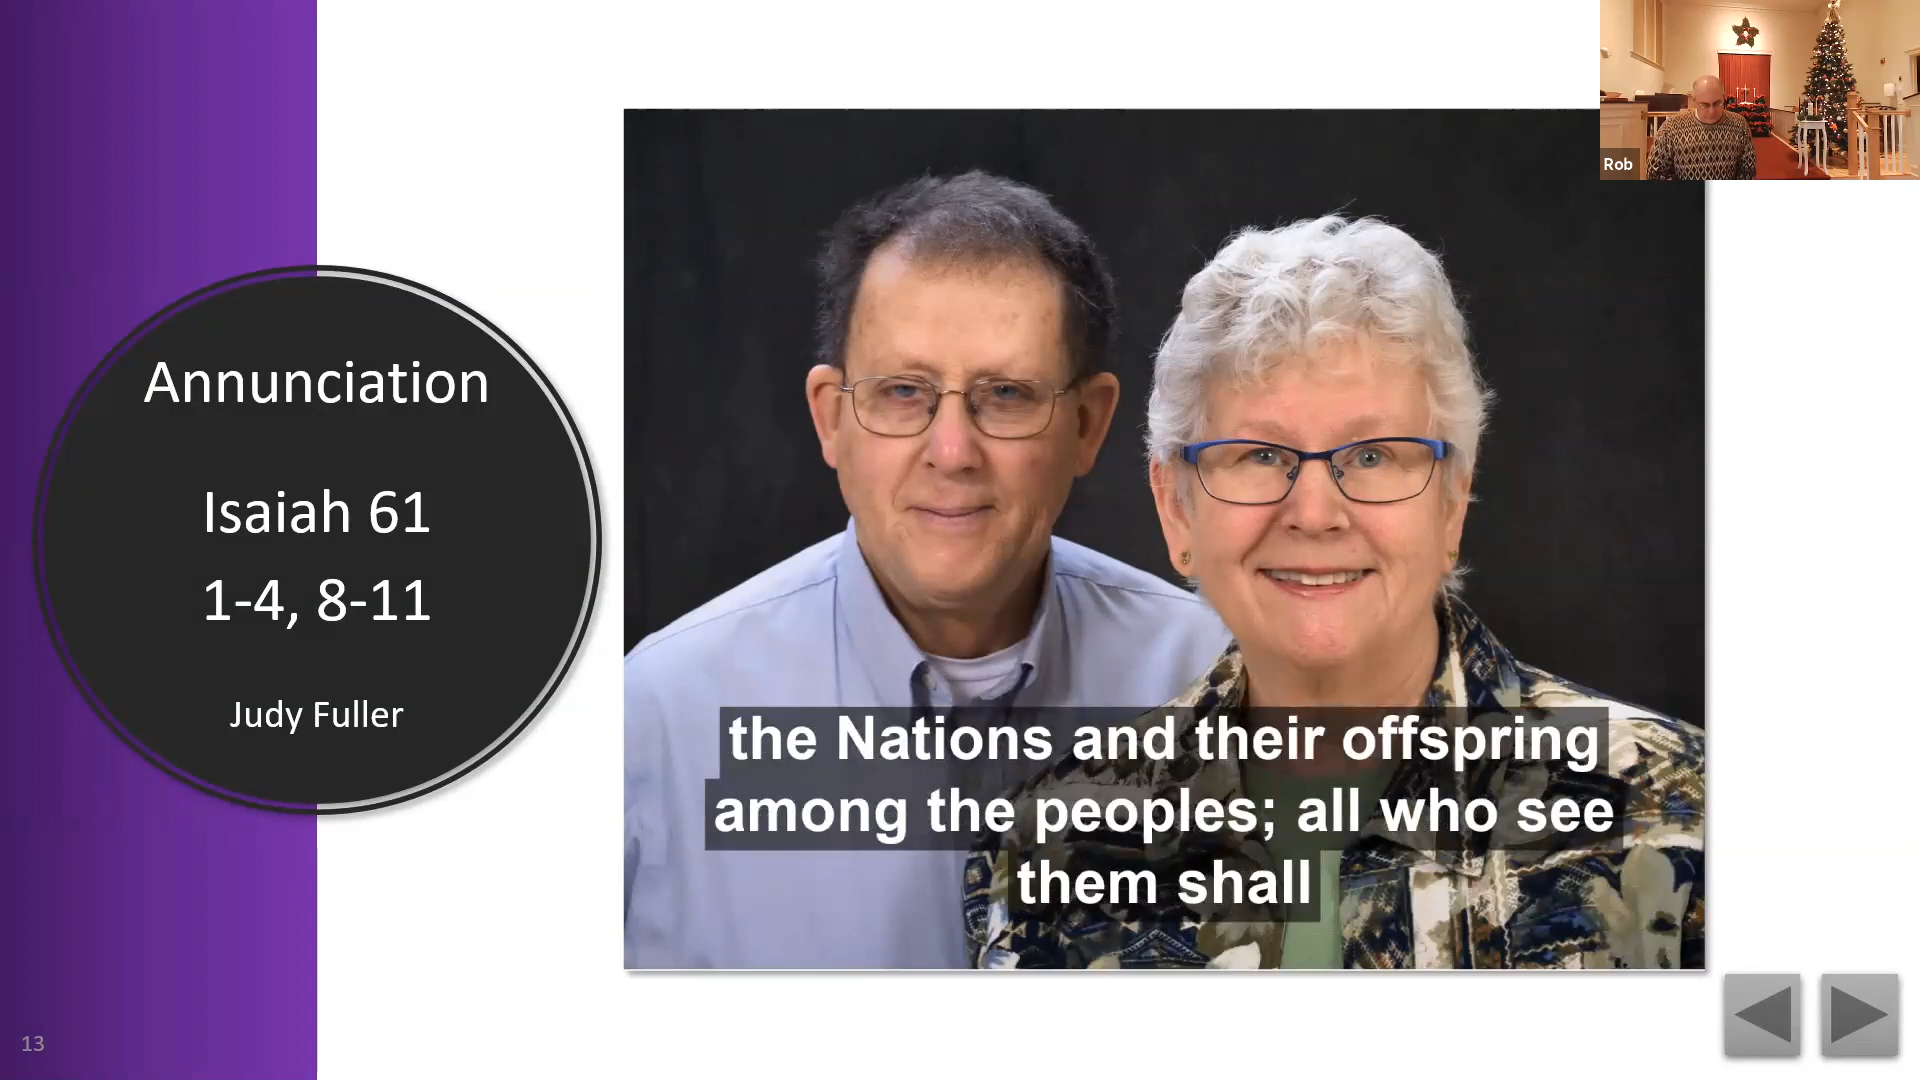 Annunciation
Isaiah 61
1-4, 8-11
Judy Fuller
the Nations and their offspring
among the peoples; all who see
them shall
Rob
13